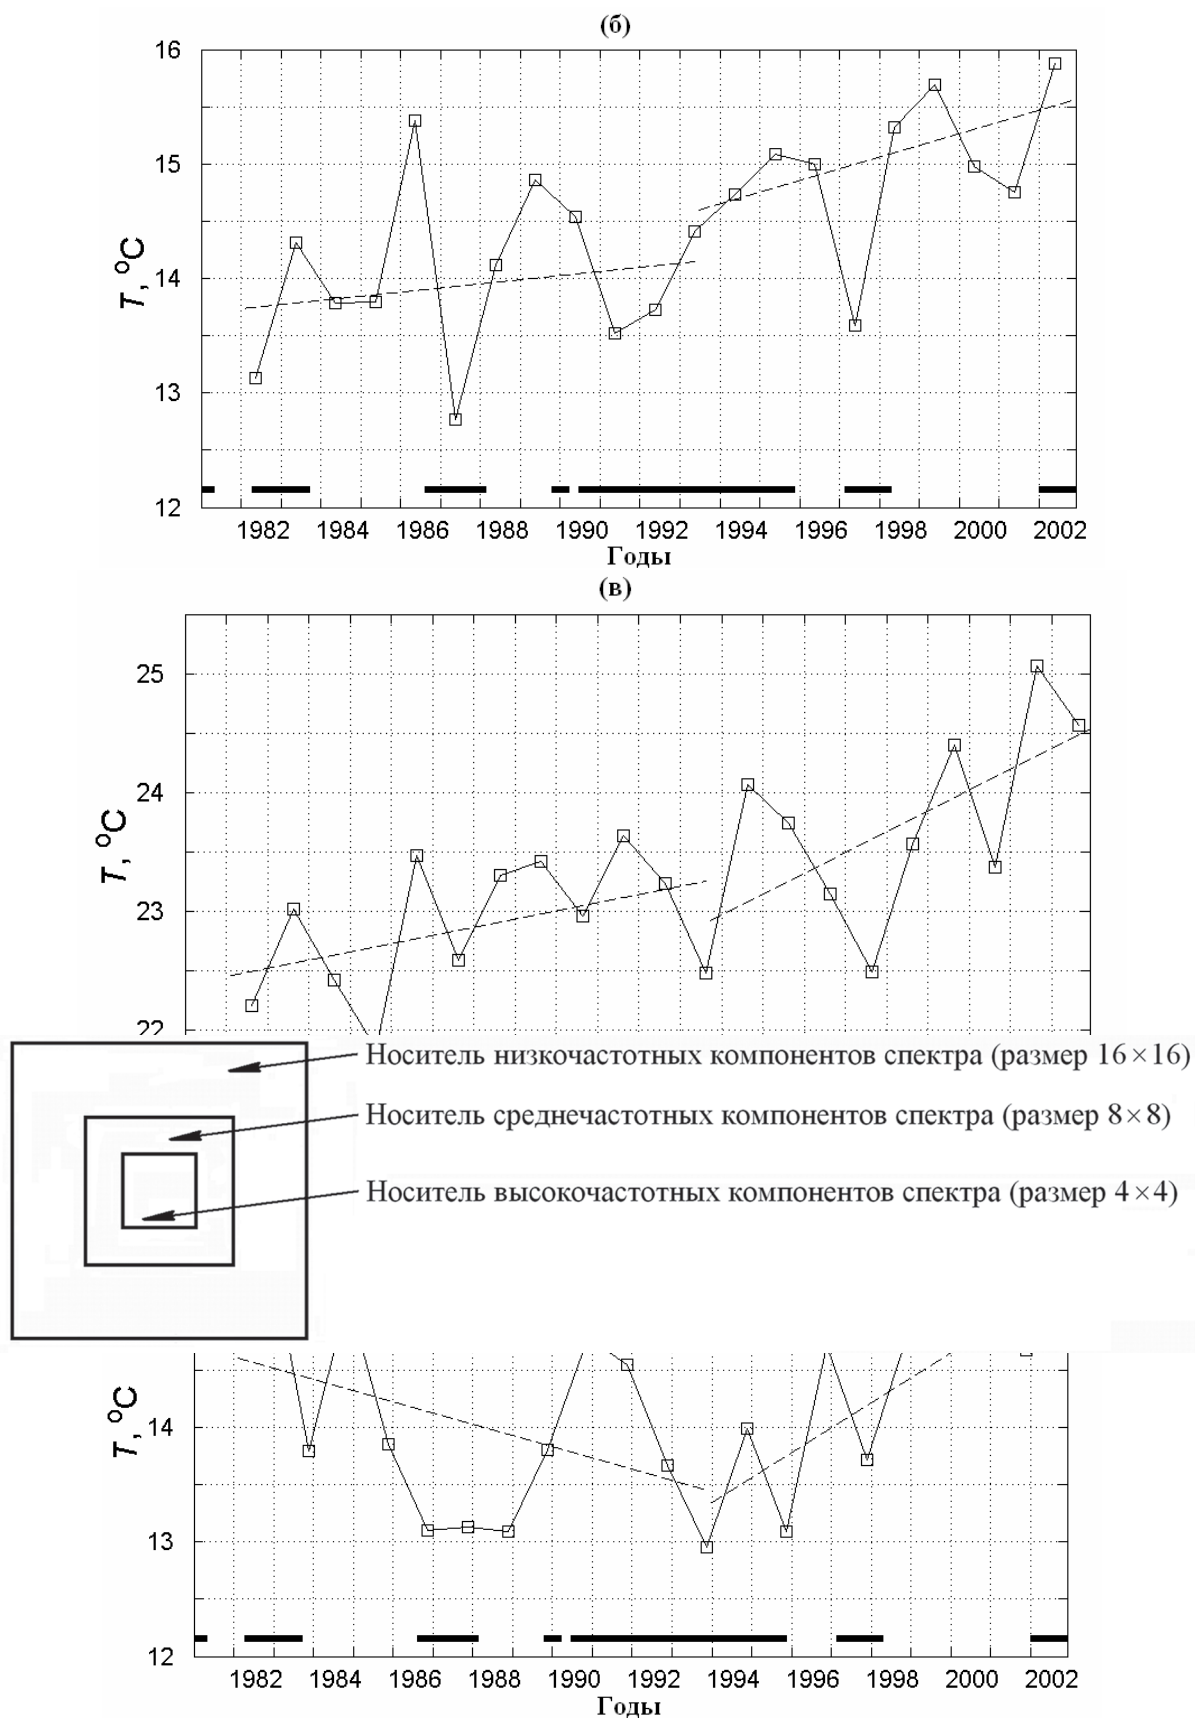 (б)
16
15
14
13
12
T, °C
1982 1984 1986 1988 1990 1992 1994 1996 1998 2000 2002
Годы
(в)
25
24
23
22
T, °C
Носитель низкочастотных компонентов спектра (размер 16×16)
Носитель среднечастотных компонентов спектра (размер 8×8)
Носитель высокочастотных компонентов спектра (размер 4×4)
T, °C
14
13
12
1982 1984 1986 1988 1990 1992 1994 1996 1998 2000 2002
Годы